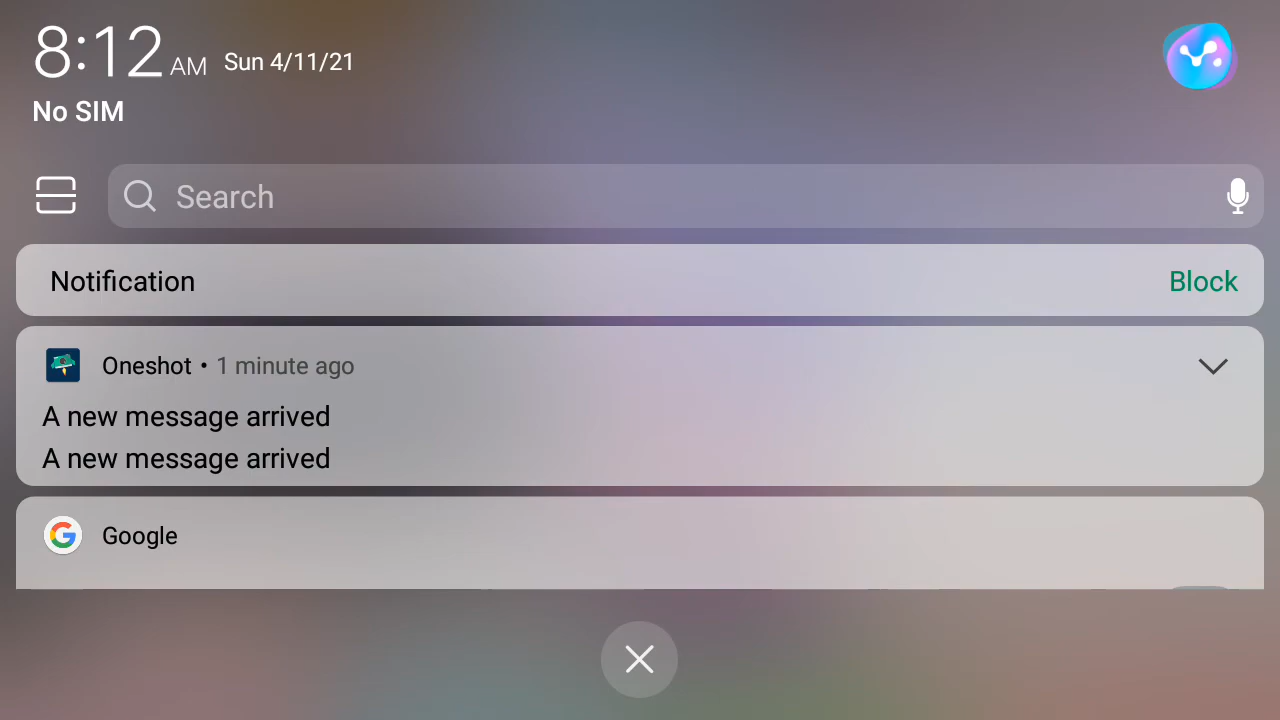 8:12 AM Sun 4/11/21
No SIM
Search
Notification Block
Oneshot • 1 minute ago
A new message arrived
A new message arrived
Google